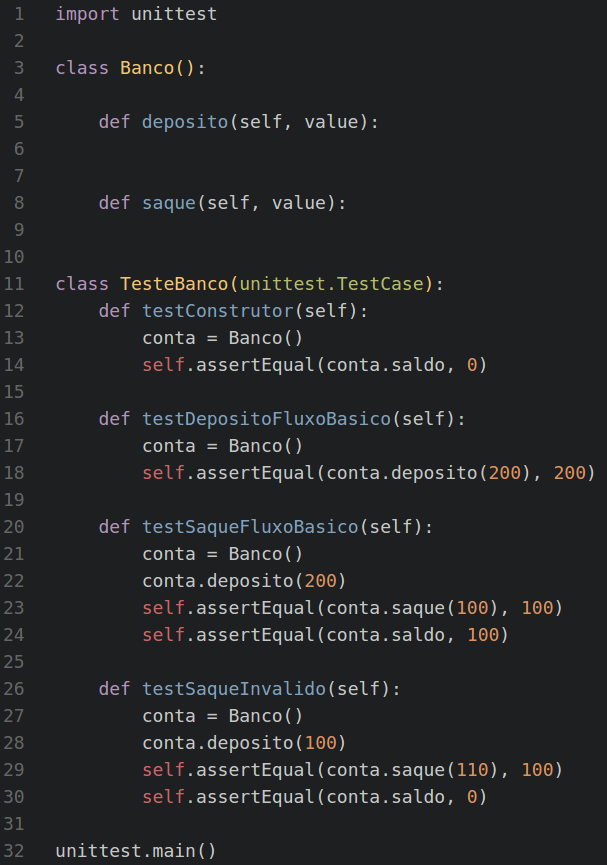 1 import unittest
2
3 class Banco():
4
5     def deposito(self, value):
6
7
8     def saque(self, value):
9
10
11 class TesteBanco(unittest.TestCase):
12     def testConstrutor(self):
13         conta = Banco()
14         self.assertEqual(conta.saldo, 0)
15
16     def testDepositoFluxoBasico(self):
17         conta = Banco()
18         self.assertEqual(conta.deposito(200), 200)
19
20     def testSaqueFluxoBasico(self):
21         conta = Banco()
22         conta.deposito(200)
23         self.assertEqual(conta.saque(100), 100)
24         self.assertEqual(conta.saldo, 100)
25
26     def testSaqueInvalido(self):
27         conta = Banco()
28         conta.deposito(100)
29         self.assertEqual(conta.saque(110), 100)
30         self.assertEqual(conta.saldo, 0)
31
32 unittest.main()